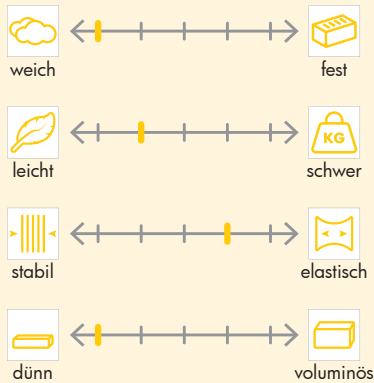 weich fest
KG
leicht schwer
stabil elastisch
dünn voluminös